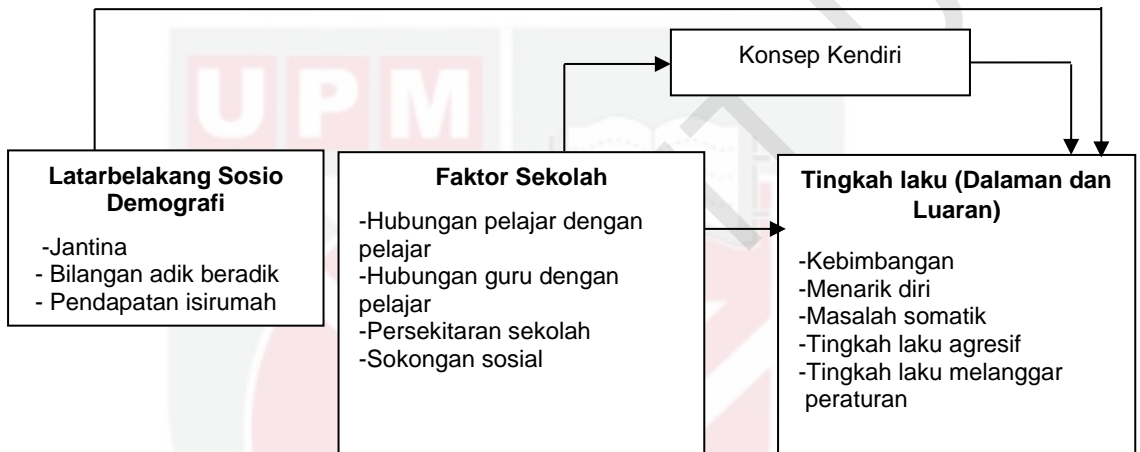 UPM
Konsep Kendiri
Latarbelakang Sosio
Demografi
-Jantina
- Bilangan adik beradik
- Pendapatan isirumah
Faktor Sekolah
-Hubungan pelajar dengan
pelajar
-Hubungan guru dengan
pelajar
-Persekitaran sekolah
-Sokongan sosial
Tingkah laku (Dalaman dan
Luaran)
-Kebimbangan
-Menarik diri
-Masalah somatik
-Tingkah laku agresif
-Tingkah laku melanggar
peraturan